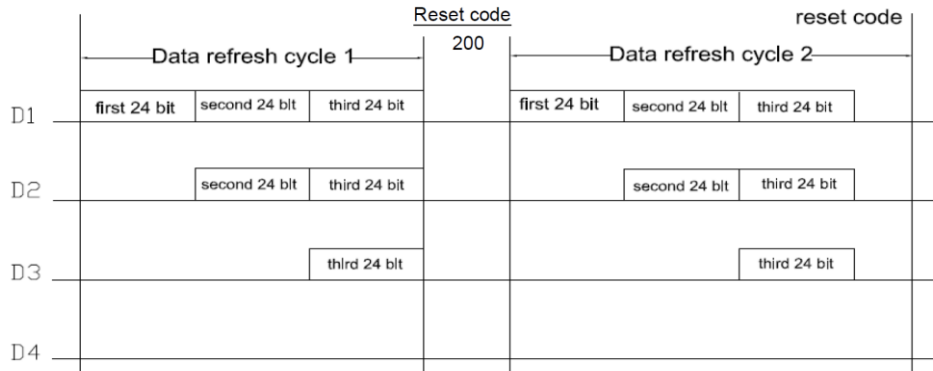 Reset code
reset code
200
Data refresh cycle 1
Data refresh cycle 2
D1 first 24 bit second 24 blt third 24 bit first 24 bit second 24 blt third 24 bit
D2 second 24 blt third 24 bit second 24 blt third 24 bit
D3 thlrd 24 blt third 24 bit
D4